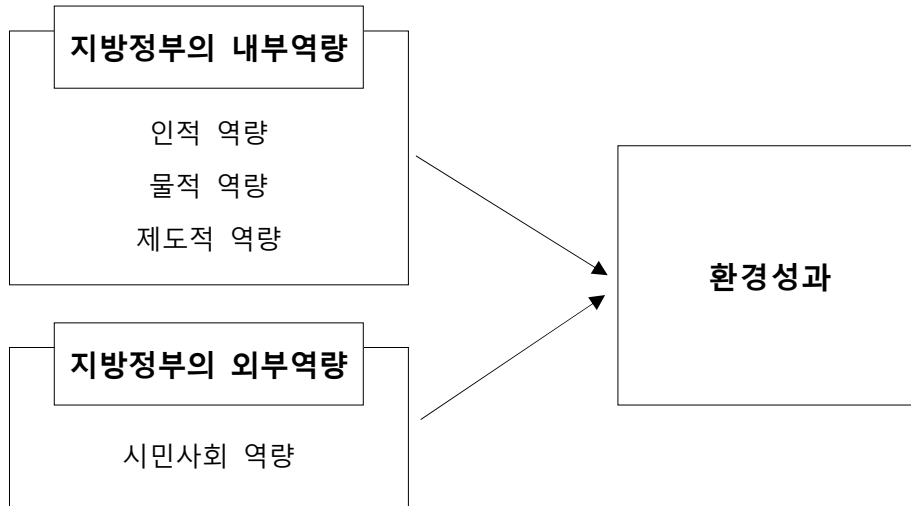 지방정부의 내부역량
인적 역량
물적 역량
제도적 역량
환경성과
지방정부의 외부역량
시민사회 역량